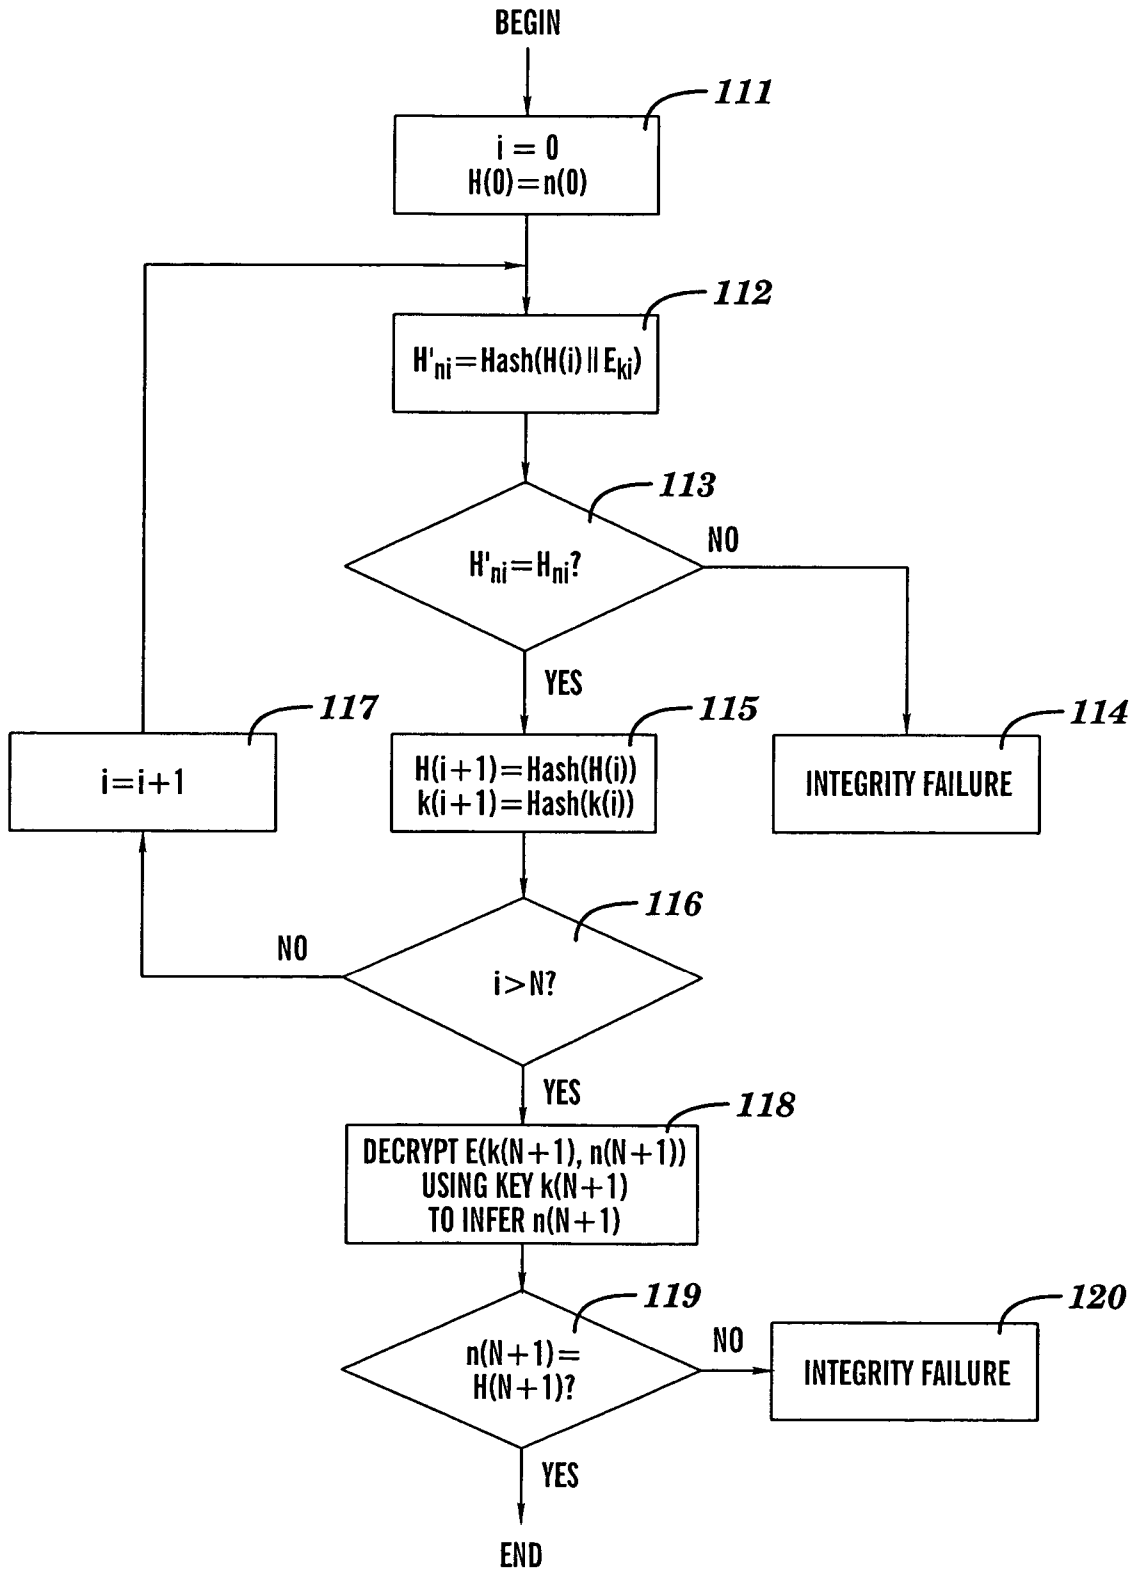 BEGIN
111
i = 0
H(0)=n(0)
112
H'ni=Hash(H(i)||Eki)
113
H'ni=Hni?
NO
YES
117
115
114
i=i+1
H(i+1)=Hash(H(i))
k(i+1)=Hash(k(i))
INTEGRITY FAILURE
116
NO
i>N?
YES
118
DECRYPT E(k(N+1), n(N+1))
USING KEY k(N+1)
TO INFER n(N+1)
119
120
n(N+1)=
H(N+1)?
NO
INTEGRITY FAILURE
YES
END